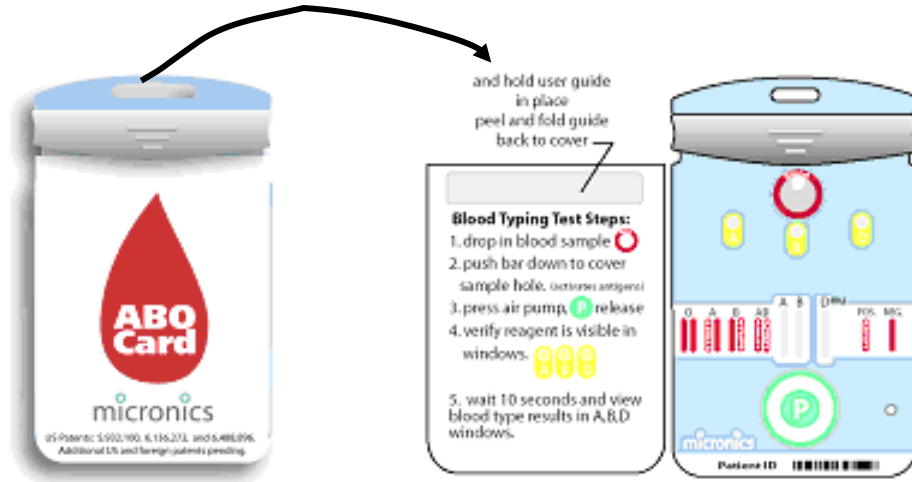 ABO
Card
micronics
US Patents: 5,932,100, 6,136,272, and 6,488,896.
Additional US and foreign patents pending.
and hold user guide
in place
peel and fold guide
back to cover
Blood Typing Test Steps:
1. drop in blood sample
2. push bar down to cover
sample hole. (activates antigens)
3. press air pump, P release
4. verify reagent is visible in
windows.
A B D
5. wait 10 seconds and view
blood type results in A,B,D
windows.
A B D
O A B AB
A B D
POS. NEG.
P
micronics
Patient ID